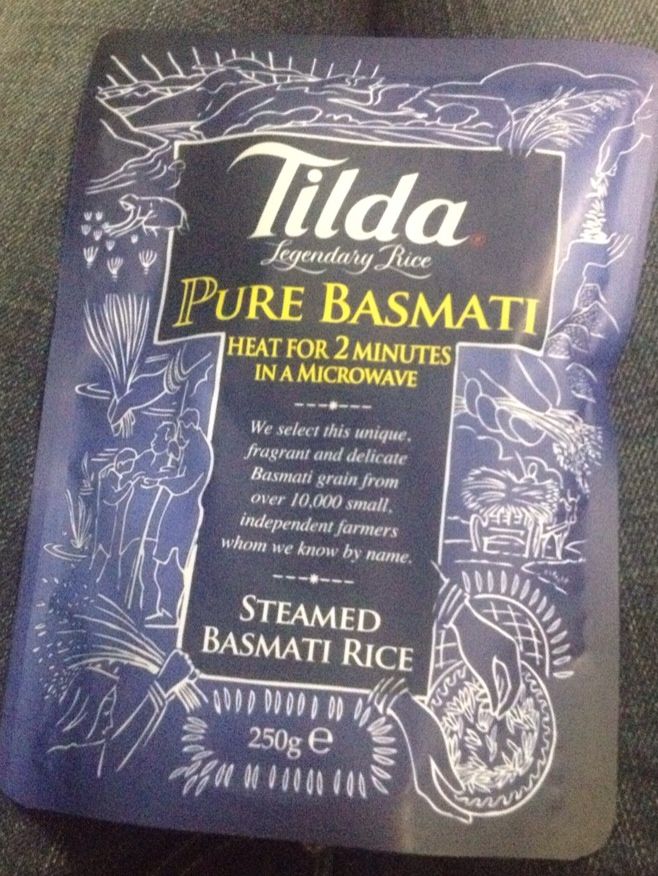 Tilda
Legendary Rice
PURE BASMATI
HEAT FOR 2 MINUTES
IN A MICROWAVE
We select this unique,
fragrant and delicate
Basmati grain from
over 10,000 small,
independent farmers
whom we know by name.
STEAMED
BASMATI RICE
250g e